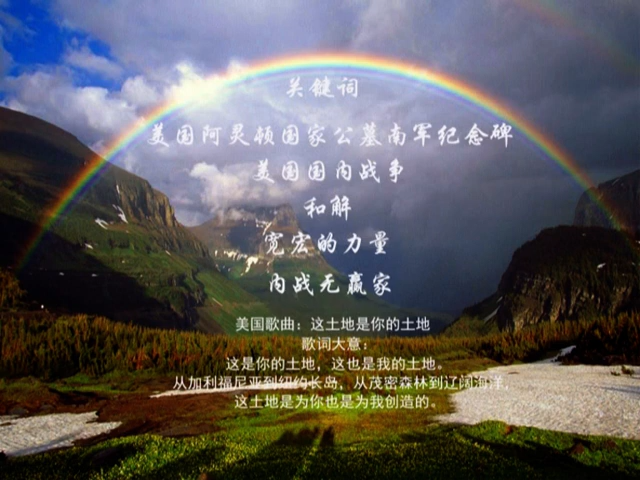 关键词
美国阿灵顿国家公墓南军纪念碑
美国国内战争
和解
宽宏的力量
内战无赢家
美国歌曲：这土地是你的土地
歌词大意：
这是你的土地，这也是我的土地。
从加利福尼亚到纽约长岛，从茂密森林到辽阔海洋，
这土地是为你也是为我创造的。